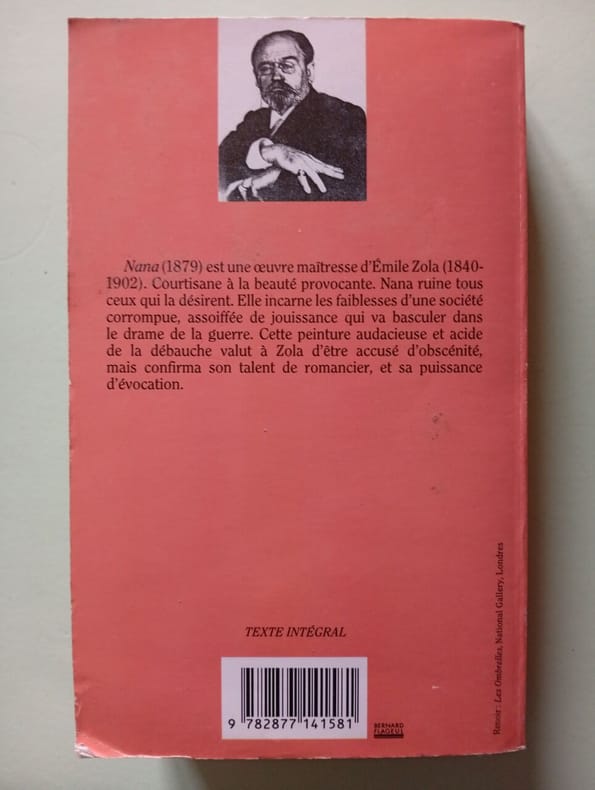 Nana (1879) est une œuvre maîtresse d'Émile Zola (1840-
1902). Courtisane à la beauté provocante. Nana ruine tous
ceux qui la désirent. Elle incarne les faiblesses d'une société
corrompue, assoiffée de jouissance qui va basculer dans
le drame de la guerre. Cette peinture audacieuse et acide
de la débauche valut à Zola d'être accusé d'obscénité,
mais confirma son talent de romancier, et sa puissance
d'évocation.
TEXTE INTÉGRAL
9 782877 141581
BERNARD
FLAGEUL
Renoir : Les Ombrelles, National Gallery, Londres